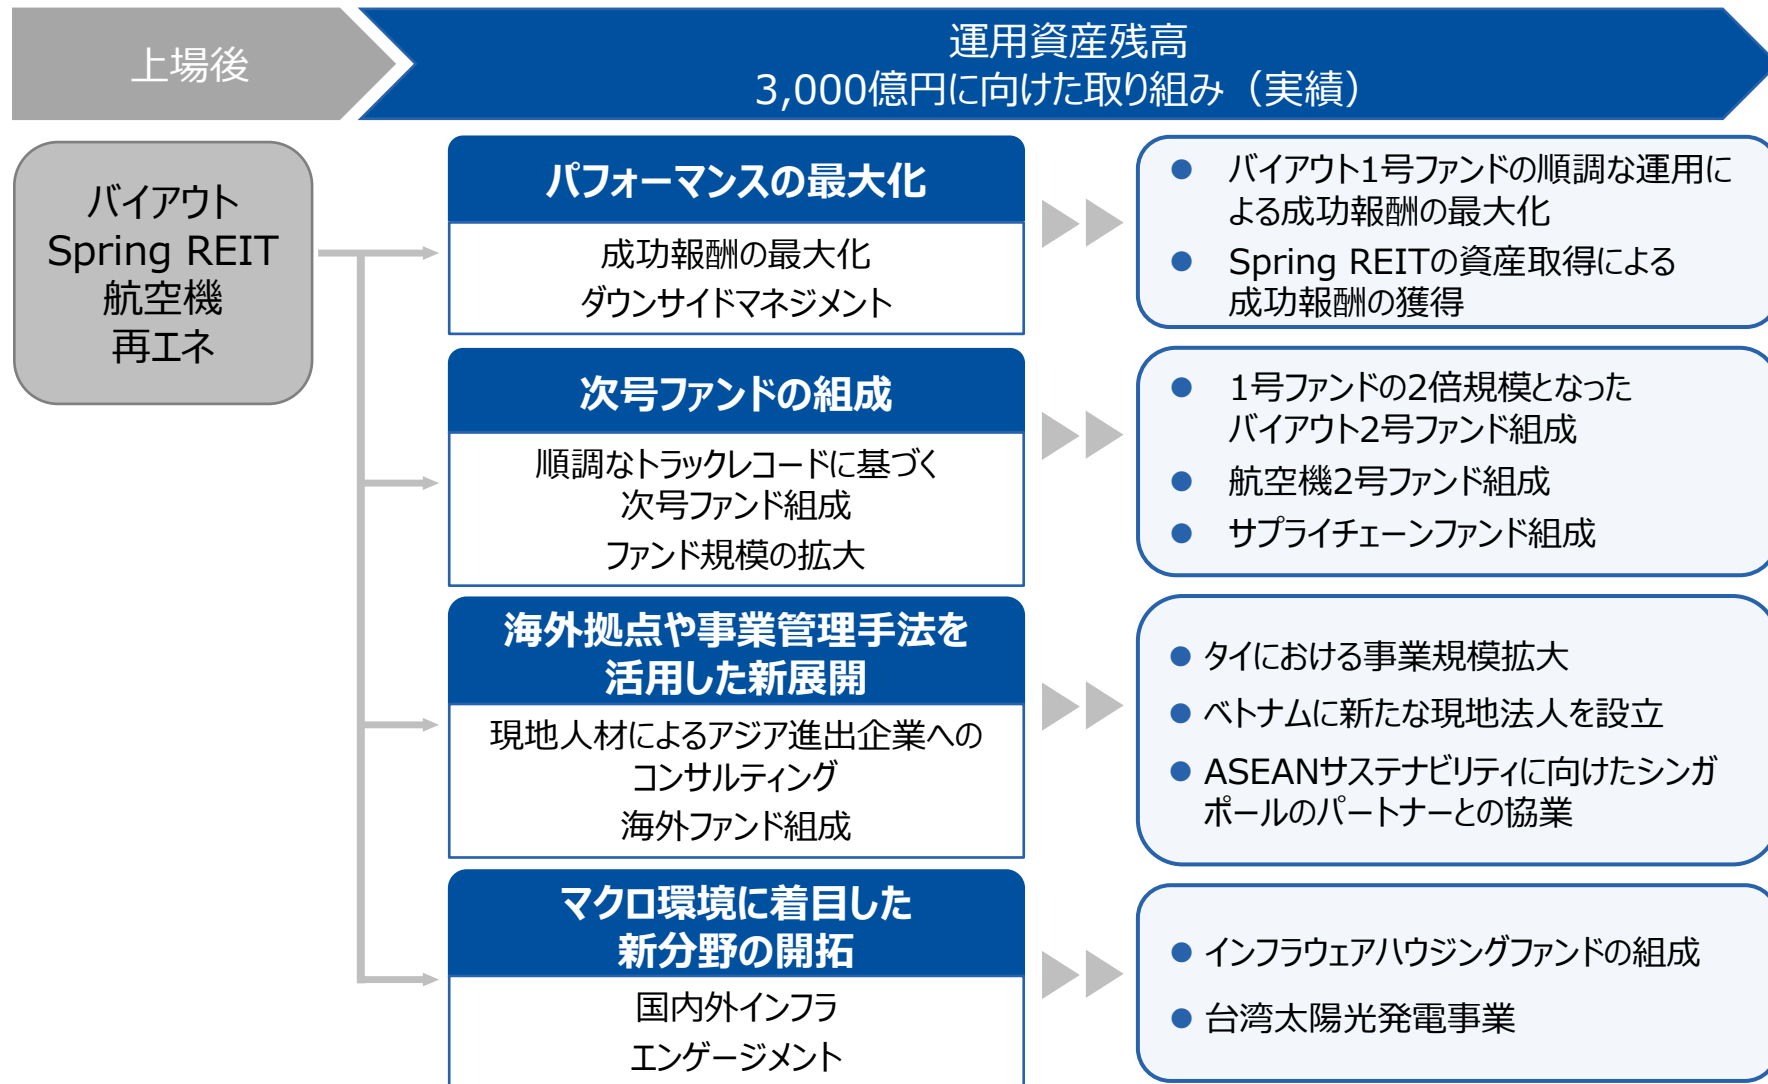 上場後
運用資産残高
3,000億円に向けた取り組み（実績）
バイアウト
Spring REIT
航空機
再エネ
パフォーマンスの最大化
成功報酬の最大化
ダウンサイドマネジメント
● バイアウト1号ファンドの順調な運用に
よる成功報酬の最大化
● Spring REITの資産取得による
成功報酬の獲得
次号ファンドの組成
順調なトラックレコードに基づく
次号ファンド組成
ファンド規模の拡大
● 1号ファンドの2倍規模となった
バイアウト2号ファンド組成
● 航空機2号ファンド組成
● サプライチェーンファンド組成
海外拠点や事業管理手法を
活用した新展開
現地人材によるアジア進出企業への
コンサルティング
海外ファンド組成
● タイにおける事業規模拡大
● ベトナムに新たな現地法人を設立
● ASEANサステナビリティに向けたシンガ
ポールのパートナーとの協業
マクロ環境に着目した
新分野の開拓
国内外インフラ
エンゲージメント
● インフラウェアハウジングファンドの組成
● 台湾太陽光発電事業